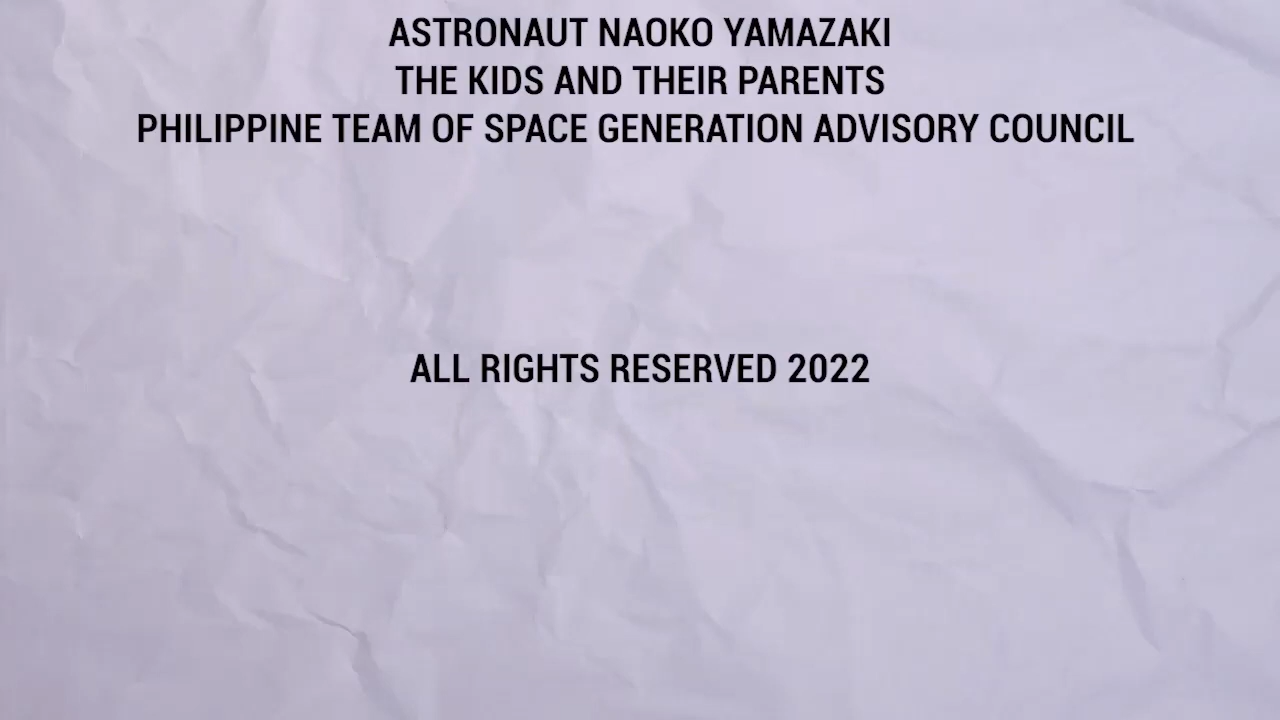 ASTRONAUT NAOKO YAMAZAKI
THE KIDS AND THEIR PARENTS
PHILIPPINE TEAM OF SPACE GENERATION ADVISORY COUNCIL
ALL RIGHTS RESERVED 2022